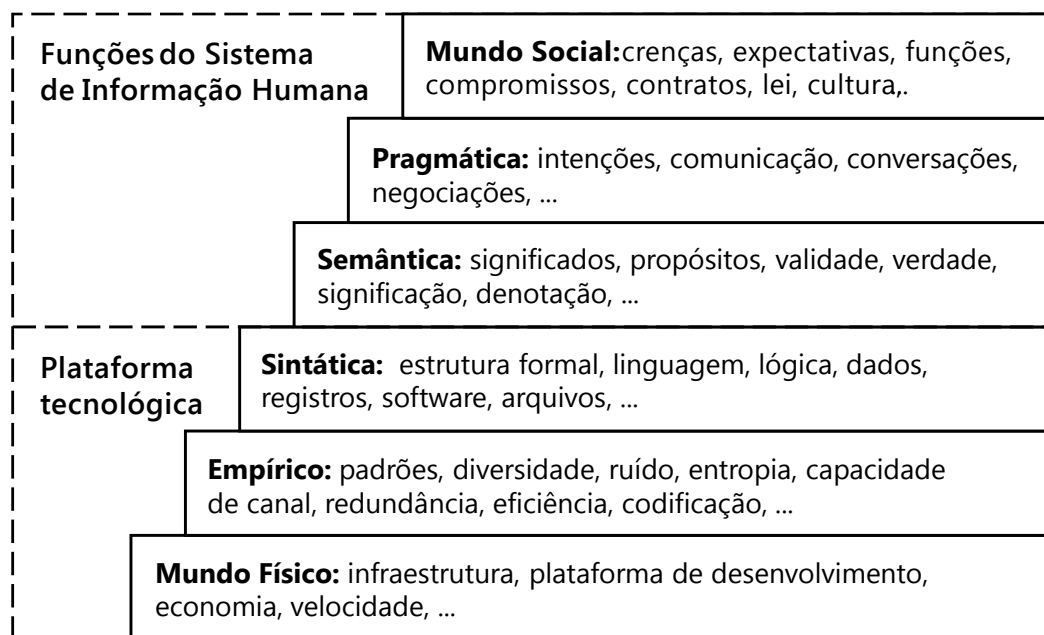 Funções do Sistema
de Informação Humana
Mundo Social:crenças, expectativas, funções,
compromissos, contratos, lei, cultura,.
Pragmática: intenções, comunicação, conversações,
negociações, ...
Semântica: significados, propósitos, validade, verdade,
significação, denotação, ...
Plataforma
tecnológica
Sintática: estrutura formal, linguagem, lógica, dados,
registros, software, arquivos, ...
Empírico: padrões, diversidade, ruído, entropia, capacidade
de canal, redundância, eficiência, codificação, ...
Mundo Físico: infraestrutura, plataforma de desenvolvimento,
economia, velocidade, ...